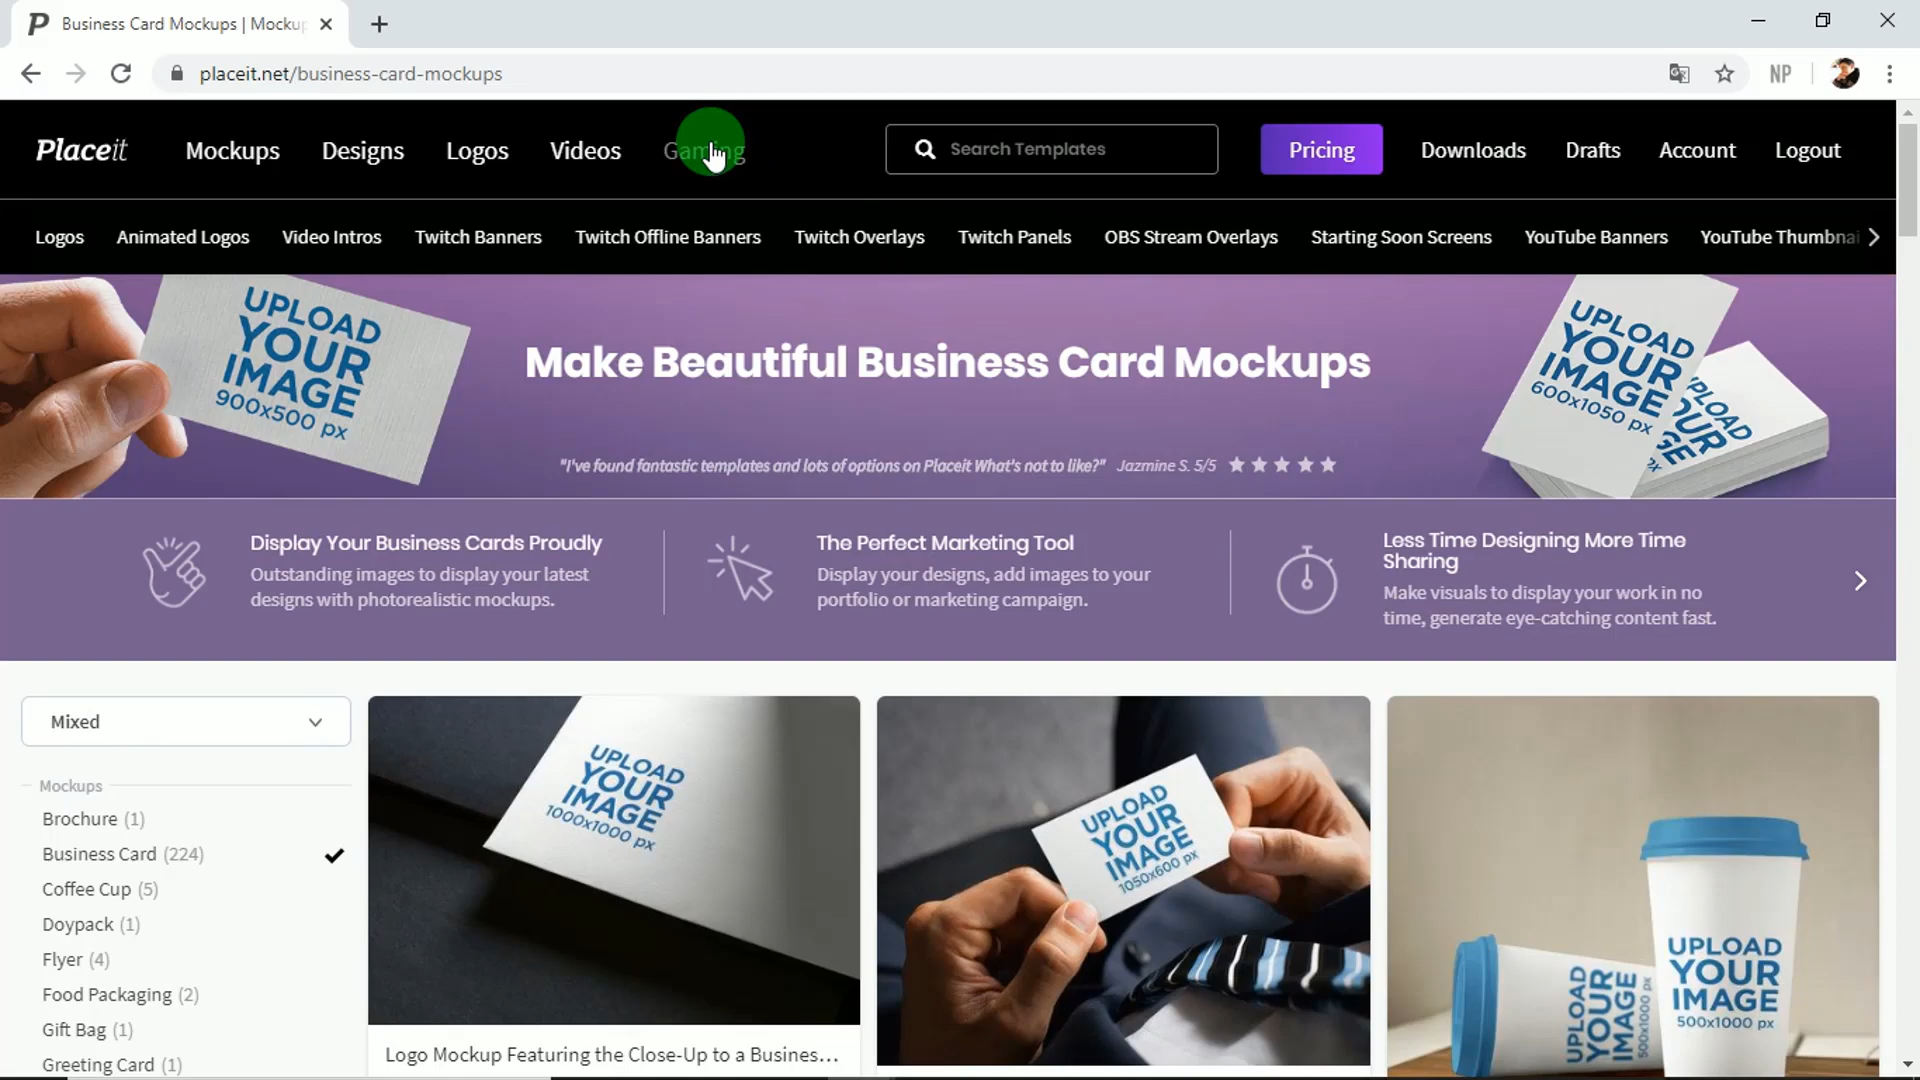 Business Card Mockups | Mockup
placeit.net/business-card-mockups
NP
Placeit
Mockups
Designs
Logos
Videos
Gaming
Search Templates
Pricing
Downloads
Drafts
Account
Logout
Logos
Animated Logos
Video Intros
Twitch Banners
Twitch Offline Banners
Twitch Overlays
Twitch Panels
OBS Stream Overlays
Starting Soon Screens
YouTube Banners
YouTube Thumbnai
UPLOAD
YOUR
IMAGE
900x500 px
Make Beautiful Business Card Mockups
"I've found fantastic templates and lots of options on Placeit What's not to like?" Jazmine S. 5/5
UPLOAD
YOUR
IMAGE
600x1050 px
Display Your Business Cards Proudly
Outstanding images to display your latest
designs with photorealistic mockups.
The Perfect Marketing Tool
Display your designs, add images to your
portfolio or marketing campaign.
Less Time Designing More Time
Sharing
Make visuals to display your work in no
time, generate eye-catching content fast.
Mixed
Mockups
Brochure (1)
Business Card (224)
Coffee Cup (5)
Doypack (1)
Flyer (4)
Food Packaging (2)
Gift Bag (1)
Greeting Card (1)
UPLOAD
YOUR
IMAGE
1000x1000 px
Logo Mockup Featuring the Close-Up to a Busines...
UPLOAD
YOUR
IMAGE
1050x600 px
UPLOAD
YOUR
IMAGE
500x1000 px
UPLOAD
YOUR
IMAGE
500x1000 px